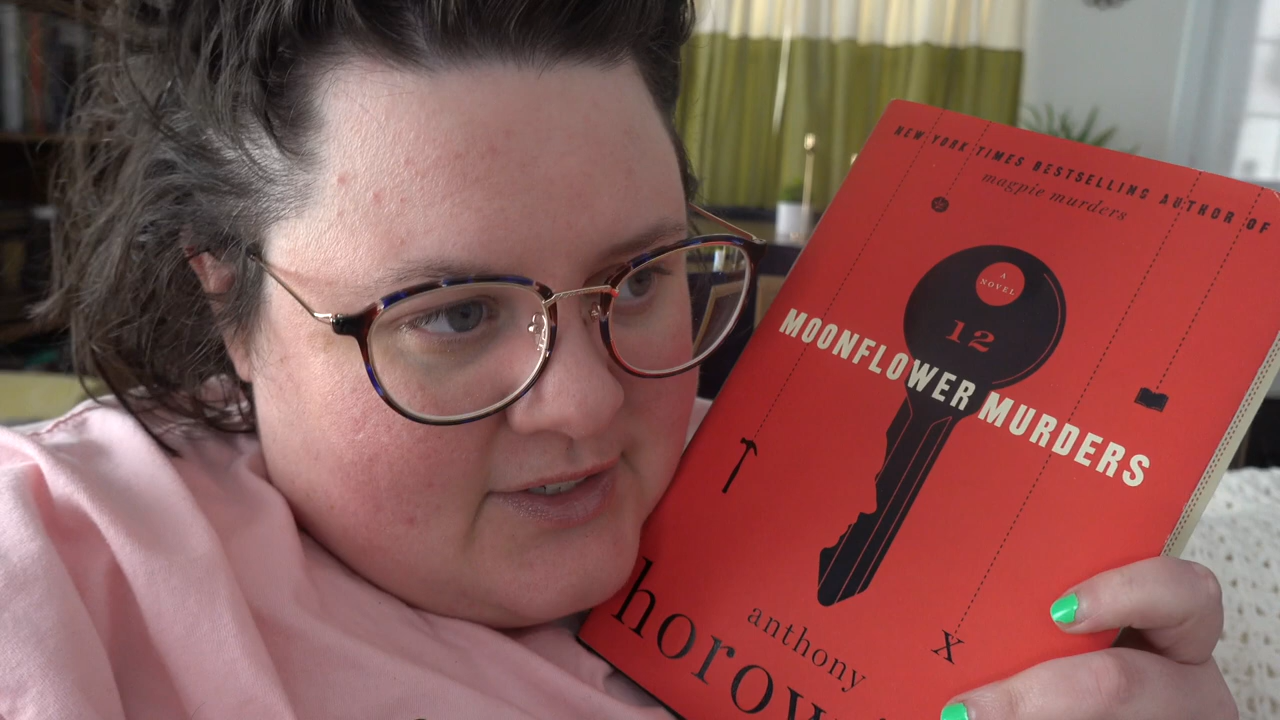 NEW YORK TIMES BESTSELLING AUTHOR OF
magpie murders
A
NOVEL
12
MOONFLOWER MURDERS
X
anthony